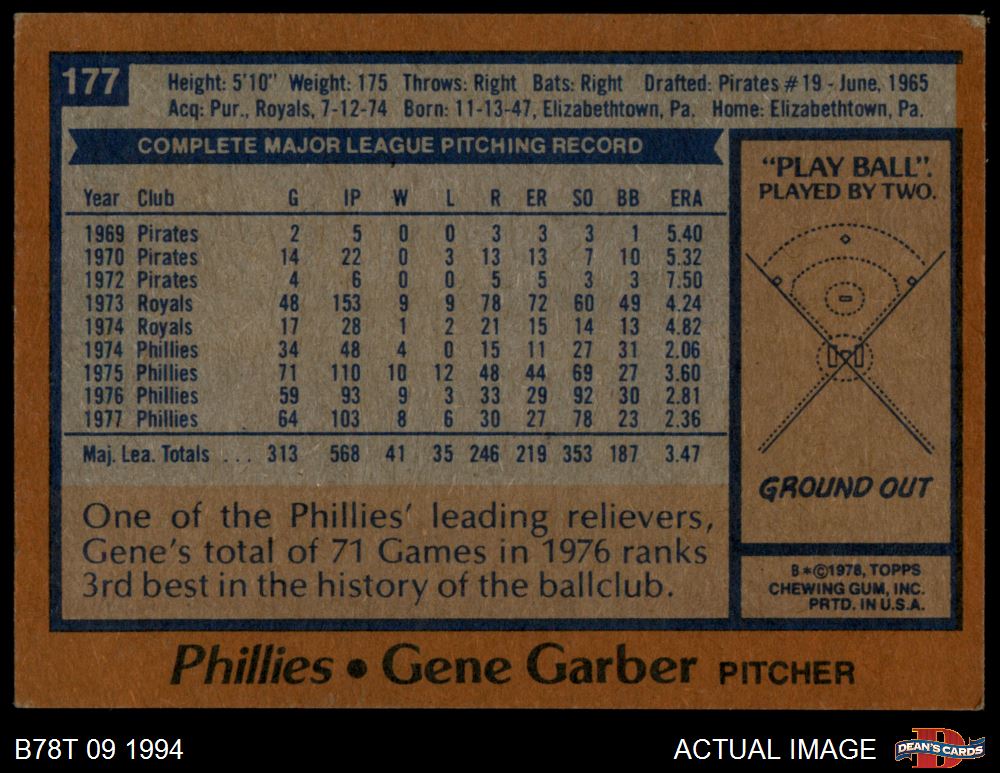 177
Height: 5'10" Weight: 175 Throws: Right Bats: Right Drafted: Pirates #19 - June, 1965
Acq: Pur., Royals, 7-12-74 Born: 11-13-47, Elizabethtown, Pa. Home: Elizabethtown, Pa.
COMPLETE MAJOR LEAGUE PITCHING RECORD
Year Club G IP W L R ER SO BB ERA
1969 Pirates 2 5 0 0 3 3 3 1 5.40
1970 Pirates 14 22 0 3 13 13 7 10 5.32
1972 Pirates 4 6 0 0 5 5 3 3 7.50
1973 Royals 48 153 9 9 78 72 60 49 4.24
1974 Royals 17 28 1 2 21 15 14 13 4.82
1974 Phillies 34 48 4 0 15 11 27 31 2.06
1975 Phillies 71 110 10 12 48 44 69 27 3.60
1976 Phillies 59 93 9 3 33 29 92 30 2.81
1977 Phillies 64 103 8 6 30 27 78 23 2.36
Maj. Lea. Totals . . . 313 568 41 35 246 219 353 187 3.47
One of the Phillies' leading relievers,
Gene's total of 71 Games in 1976 ranks
3rd best in the history of the ballclub.
"PLAY BALL".
PLAYED BY TWO.
GROUND OUT
B*©1978, TOPPS
CHEWING GUM, INC.
PRTD. IN U.S.A.
Phillies • Gene Garber PITCHER
B78T 09 1994
ACTUAL IMAGE
D
DEAN'S CARDS